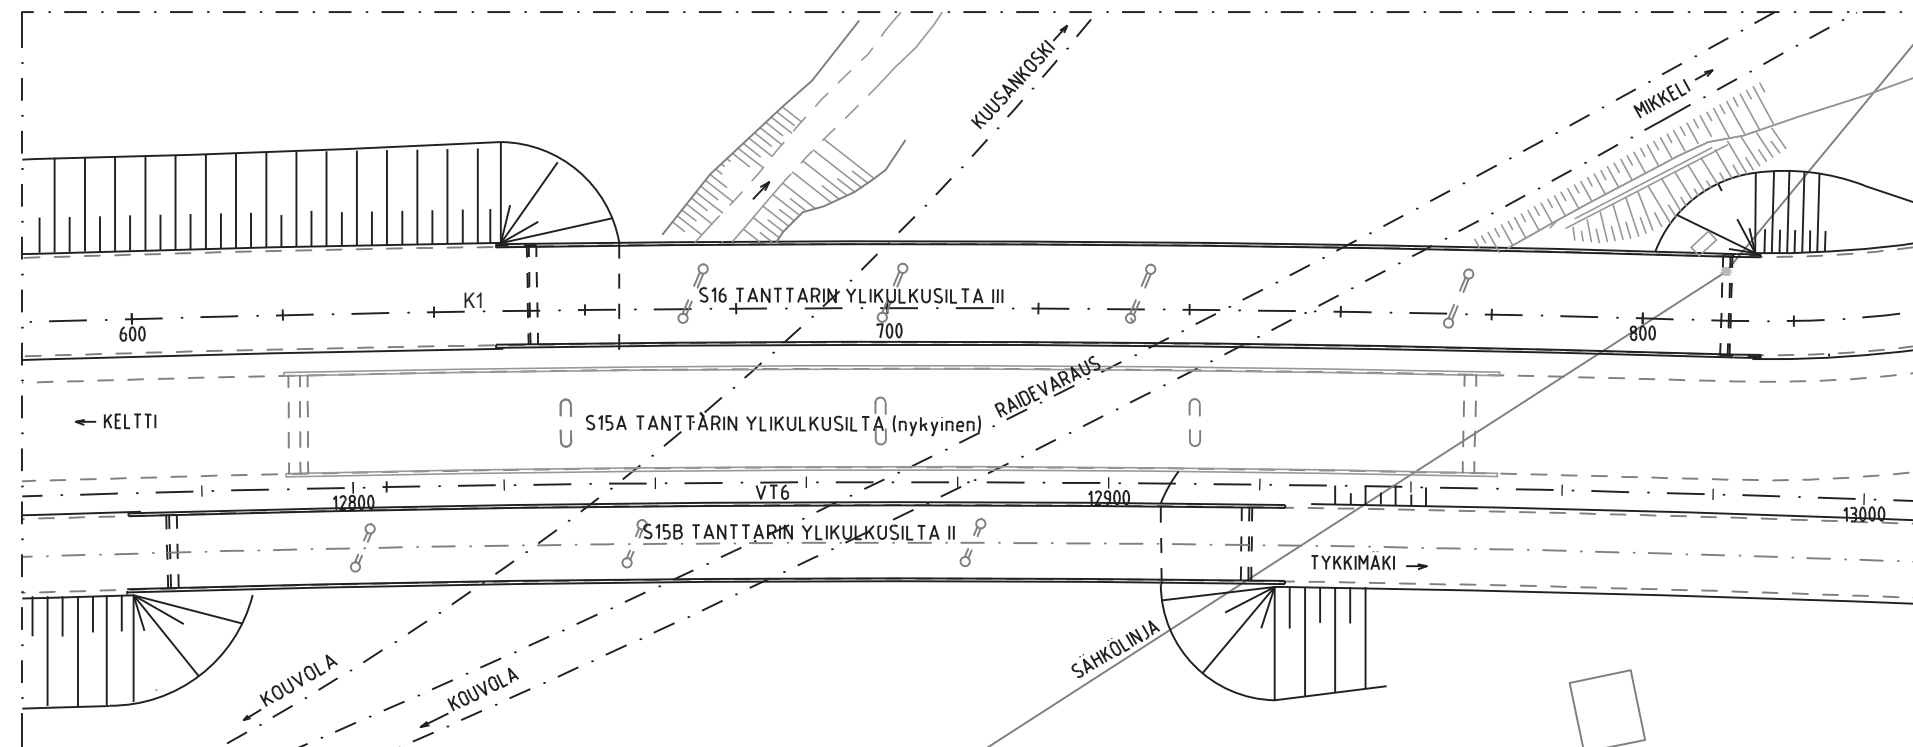 KUUSANKOSKI
MIKKELI
K1
S16 TANTTARIN YLIKULKUSILTA III
600
700
800
RAIDEVARAUS
KELTTI
S15A TANTTARIN YLIKULKUSILTA (nykyinen)
12800
VT6
12900
13000
S15B TANTTARIN YLIKULKUSILTA II
TYKKIMÄKI
SÄHKÖLINJA
KOUVOLA
KOUVOLA